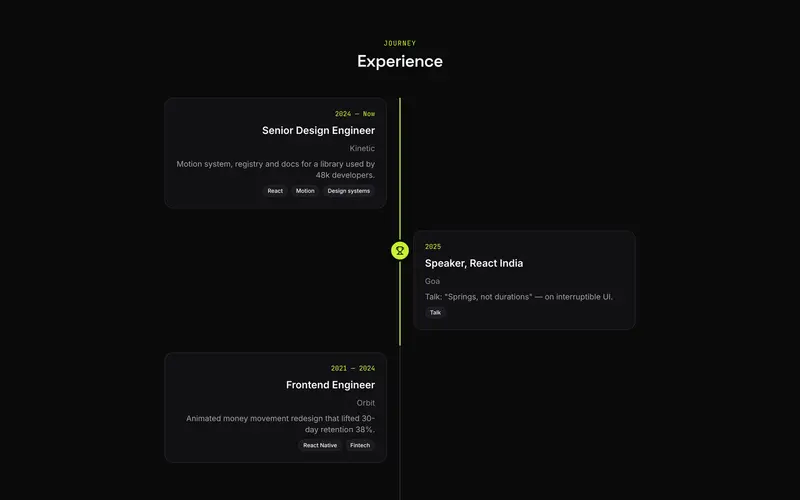 JOURNEY
Experience
2024 — Now
Senior Design Engineer
Kinetic
Motion system, registry and docs for a library used by
48k developers.
React
Motion
Design systems
2025
Speaker, React India
Goa
Talk: "Springs, not durations" — on interruptible UI.
Talk
2021 — 2024
Frontend Engineer
Orbit
Animated money movement redesign that lifted 30-
day retention 38%.
React Native
Fintech